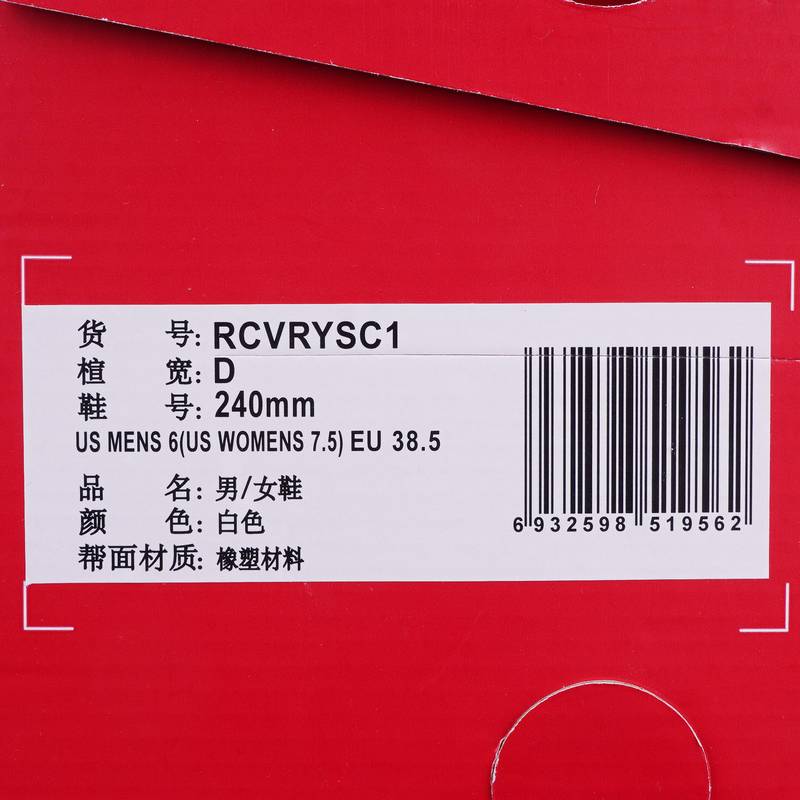 货 号: RCVRYSC1
楦 宽: D
鞋 号: 240mm
US MENS 6(US WOMENS 7.5) EU 38.5
品 名: 男/女鞋
颜 色: 白色
帮面材质: 橡塑材料
6 932598 519562